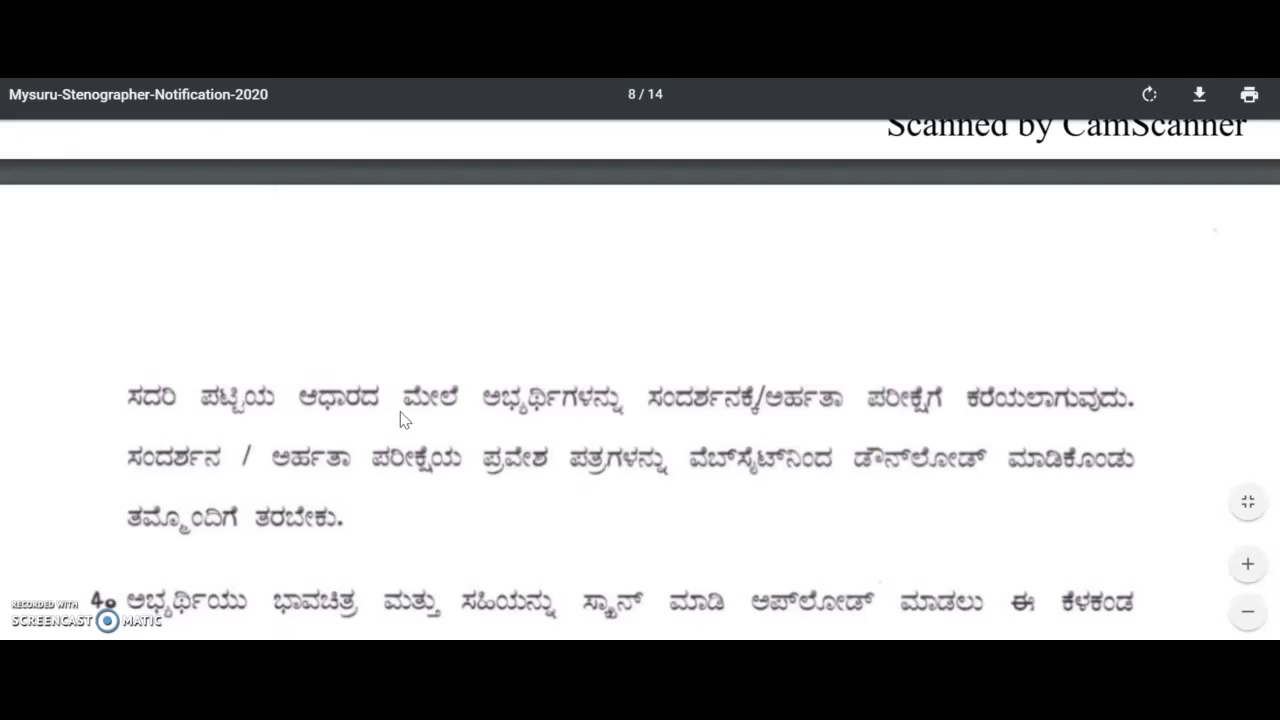 Mysuru-Stenographer-Notification-2020 8 / 14
Scanned by CamScanner
ಸದರಿ ಪಟ್ಟಿಯ ಆಧಾರದ ಮೇಲೆ ಅಭ್ಯರ್ಥಿಗಳನ್ನು ಸಂದರ್ಶನಕ್ಕೆ/ಅರ್ಹತಾ ಪರೀಕ್ಷೆಗೆ ಕರೆಯಲಾಗುವುದು.
ಸಂದರ್ಶನ / ಅರ್ಹತಾ ಪರೀಕ್ಷೆಯ ಪ್ರವೇಶ ಪತ್ರಗಳನ್ನು ವೆಬ್‌ಸೈಟ್‌ನಿಂದ ಡೌನ್‌ಲೋಡ್ ಮಾಡಿಕೊಂಡು
ತಮ್ಮೊಂದಿಗೆ ತರಬೇಕು.
4. ಅಭ್ಯರ್ಥಿಯು ಭಾವಚಿತ್ರ ಮತ್ತು ಸಹಿಯನ್ನು ಸ್ಕ್ಯಾನ್ ಮಾಡಿ ಅಪ್‌ಲೋಡ್ ಮಾಡಲು ಈ ಕೆಳಕಂಡ
RECORDED WITH
SCREENCAST MATIC